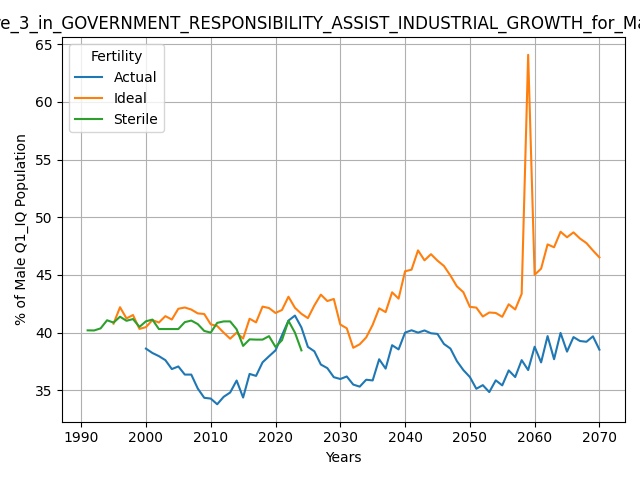 e_3_in_GOVERNMENT_RESPONSIBILITY_ASSIST_INDUSTRIAL_GROWTH_for_Ma
65
60
55
50
45
40
35
% of Male Q1_IQ Population
Fertility
Actual
Ideal
Sterile
1990 2000 2010 2020 2030 2040 2050 2060 2070
Years